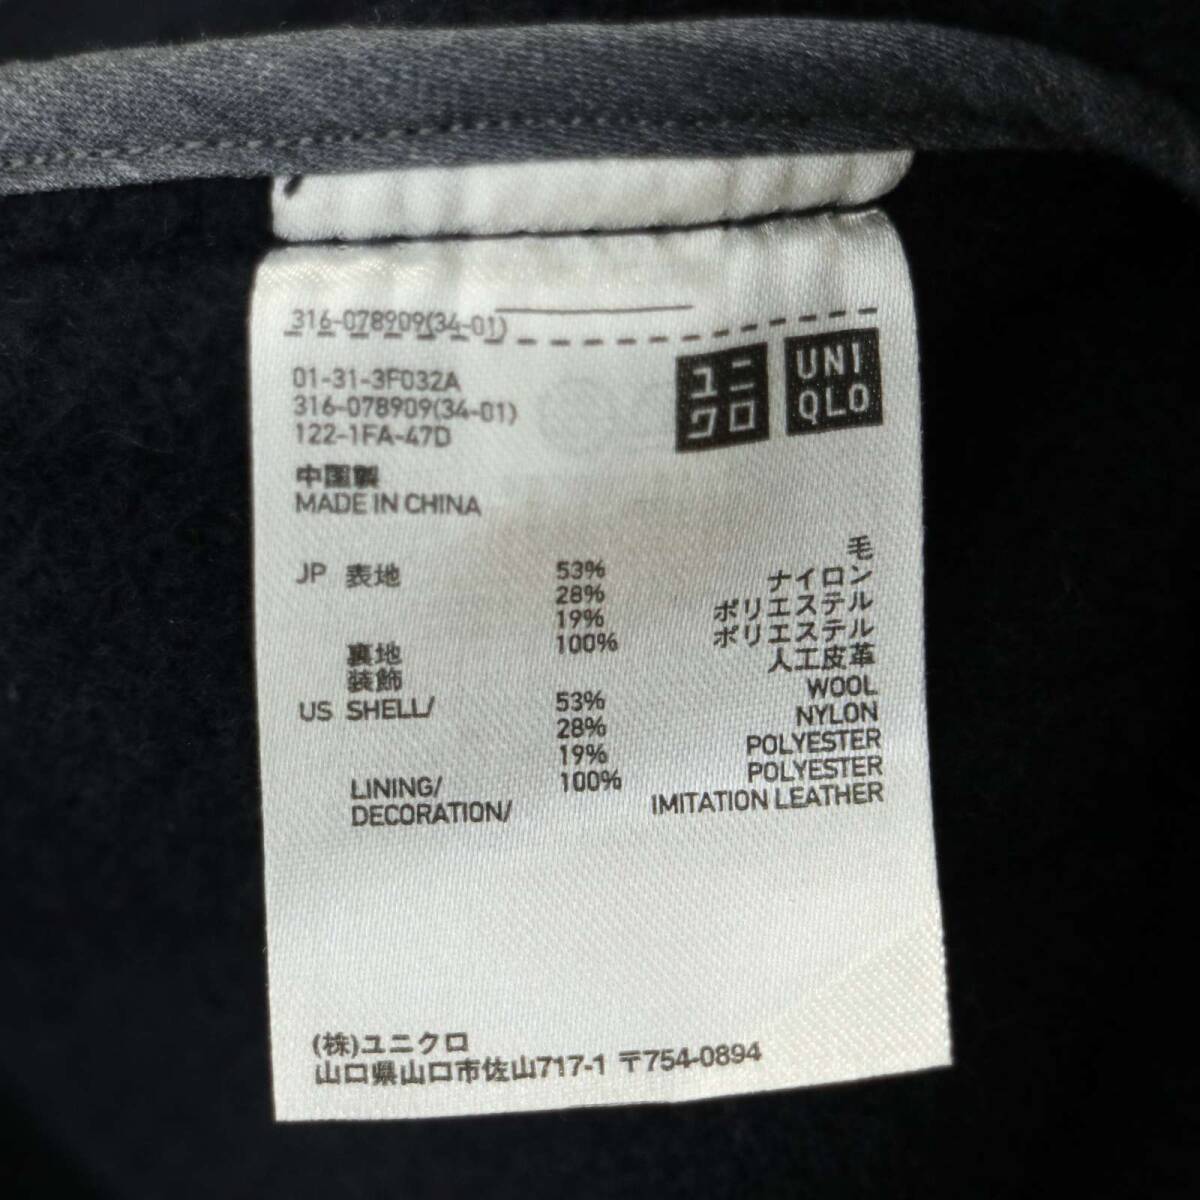 316-078909(34-01)
01-31-3F032A
316-078909(34-01)
122-1FA-47D
ユニ
クロ
UNI
QLO
中国製
MADE IN CHINA
毛
JP 表地 53% ナイロン
28% ポリエステル
19% ポリエステル
100% 人工皮革
裏地
装飾
US SHELL/ 53% WOOL
28% NYLON
19% POLYESTER
LINING/ 100% POLYESTER
DECORATION/ IMITATION LEATHER
(株)ユニクロ
山口県山口市佐山717-1 〒754-0894